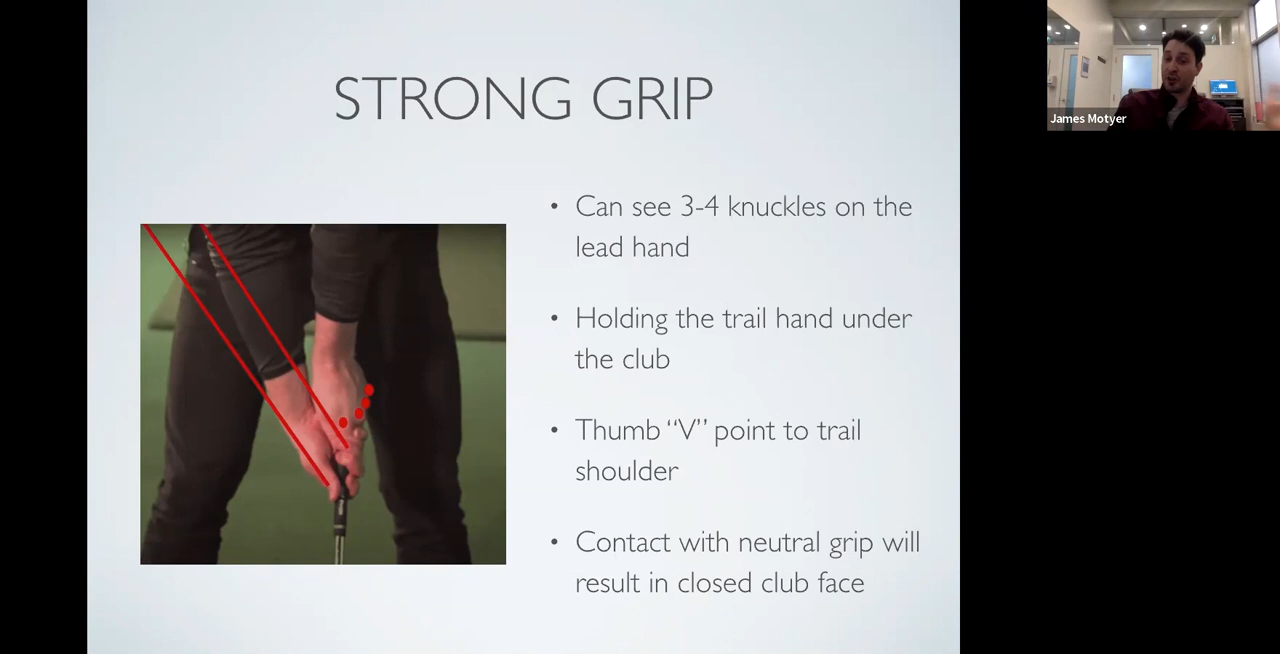 STRONG GRIP
• Can see 3-4 knuckles on the
lead hand
• Holding the trail hand under
the club
• Thumb “V” point to trail
shoulder
• Contact with neutral grip will
result in closed club face
James Motyer